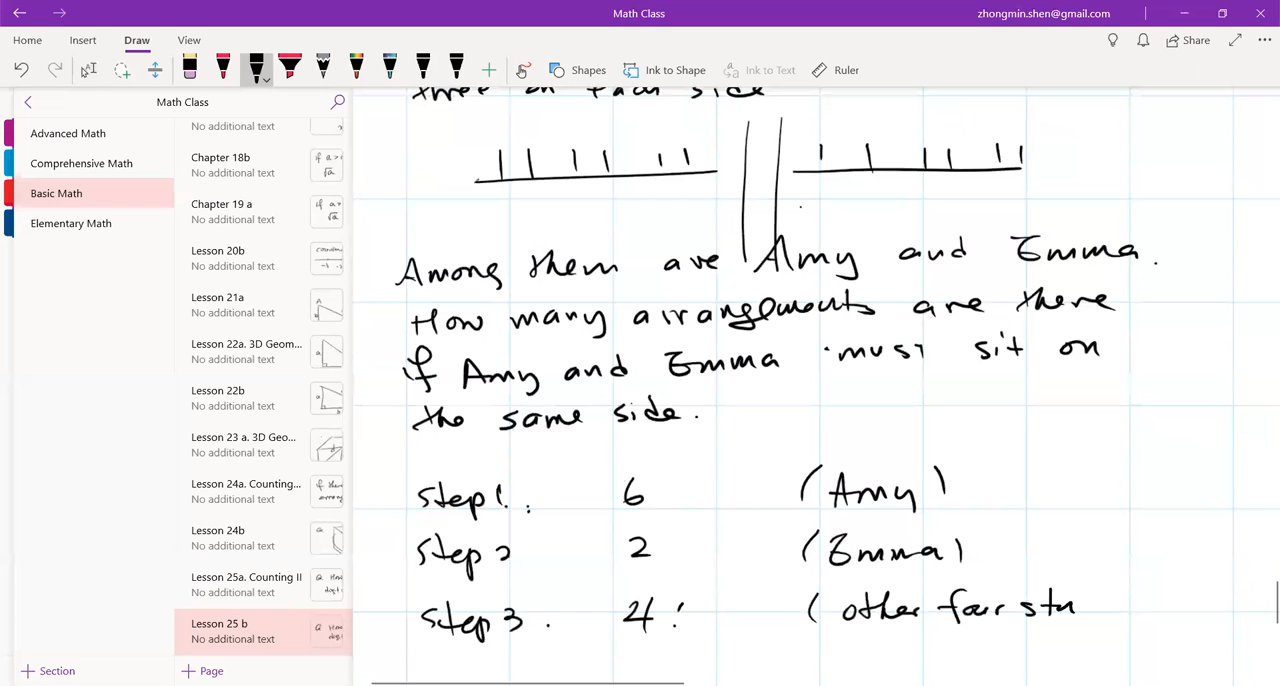 Math Class
zhongmin.shen@gmail.com
Home
Insert
Draw
View
Share
Shapes
Ink to Shape
Ink to Text
Ruler
Math Class
Advanced Math
Comprehensive Math
Basic Math
Elementary Math
No additional text
Chapter 18b
No additional text
Chapter 19 a
No additional text
Lesson 20b
No additional text
Lesson 21a
No additional text
Lesson 22a. 3D Geom...
No additional text
Lesson 22b
No additional text
Lesson 23 a. 3D Geo...
No additional text
Lesson 24a. Counting...
No additional text
Lesson 24b
No additional text
Lesson 25a. Counting II
No additional text
Lesson 25 b
No additional text
Section
Page
side
Among them are Amy and Emma.
How many arrangements are there
if Amy and Emma must sit on
the same side.
step 1. 6 (Amy)
step 2 2 (Emma)
step 3. 4! (other four stu